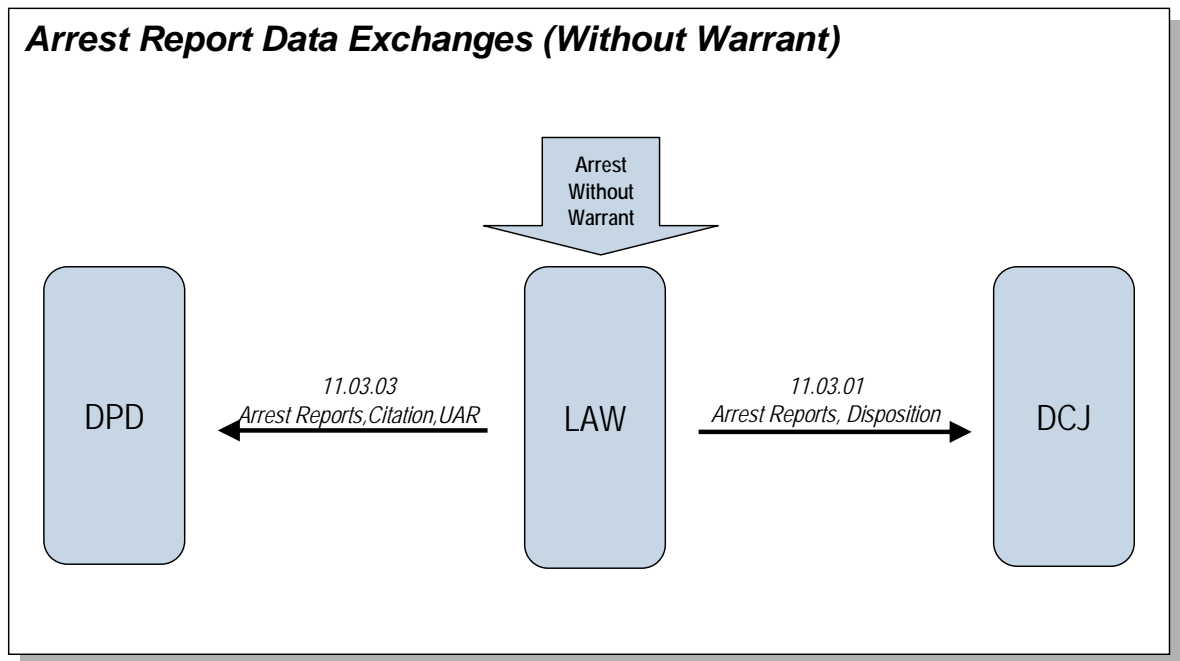 Arrest Report Data Exchanges (Without Warrant)
Arrest
Without
Warrant
DPD
11.03.03
Arrest Reports,Citation,UAR
LAW
11.03.01
Arrest Reports, Disposition
DCJ